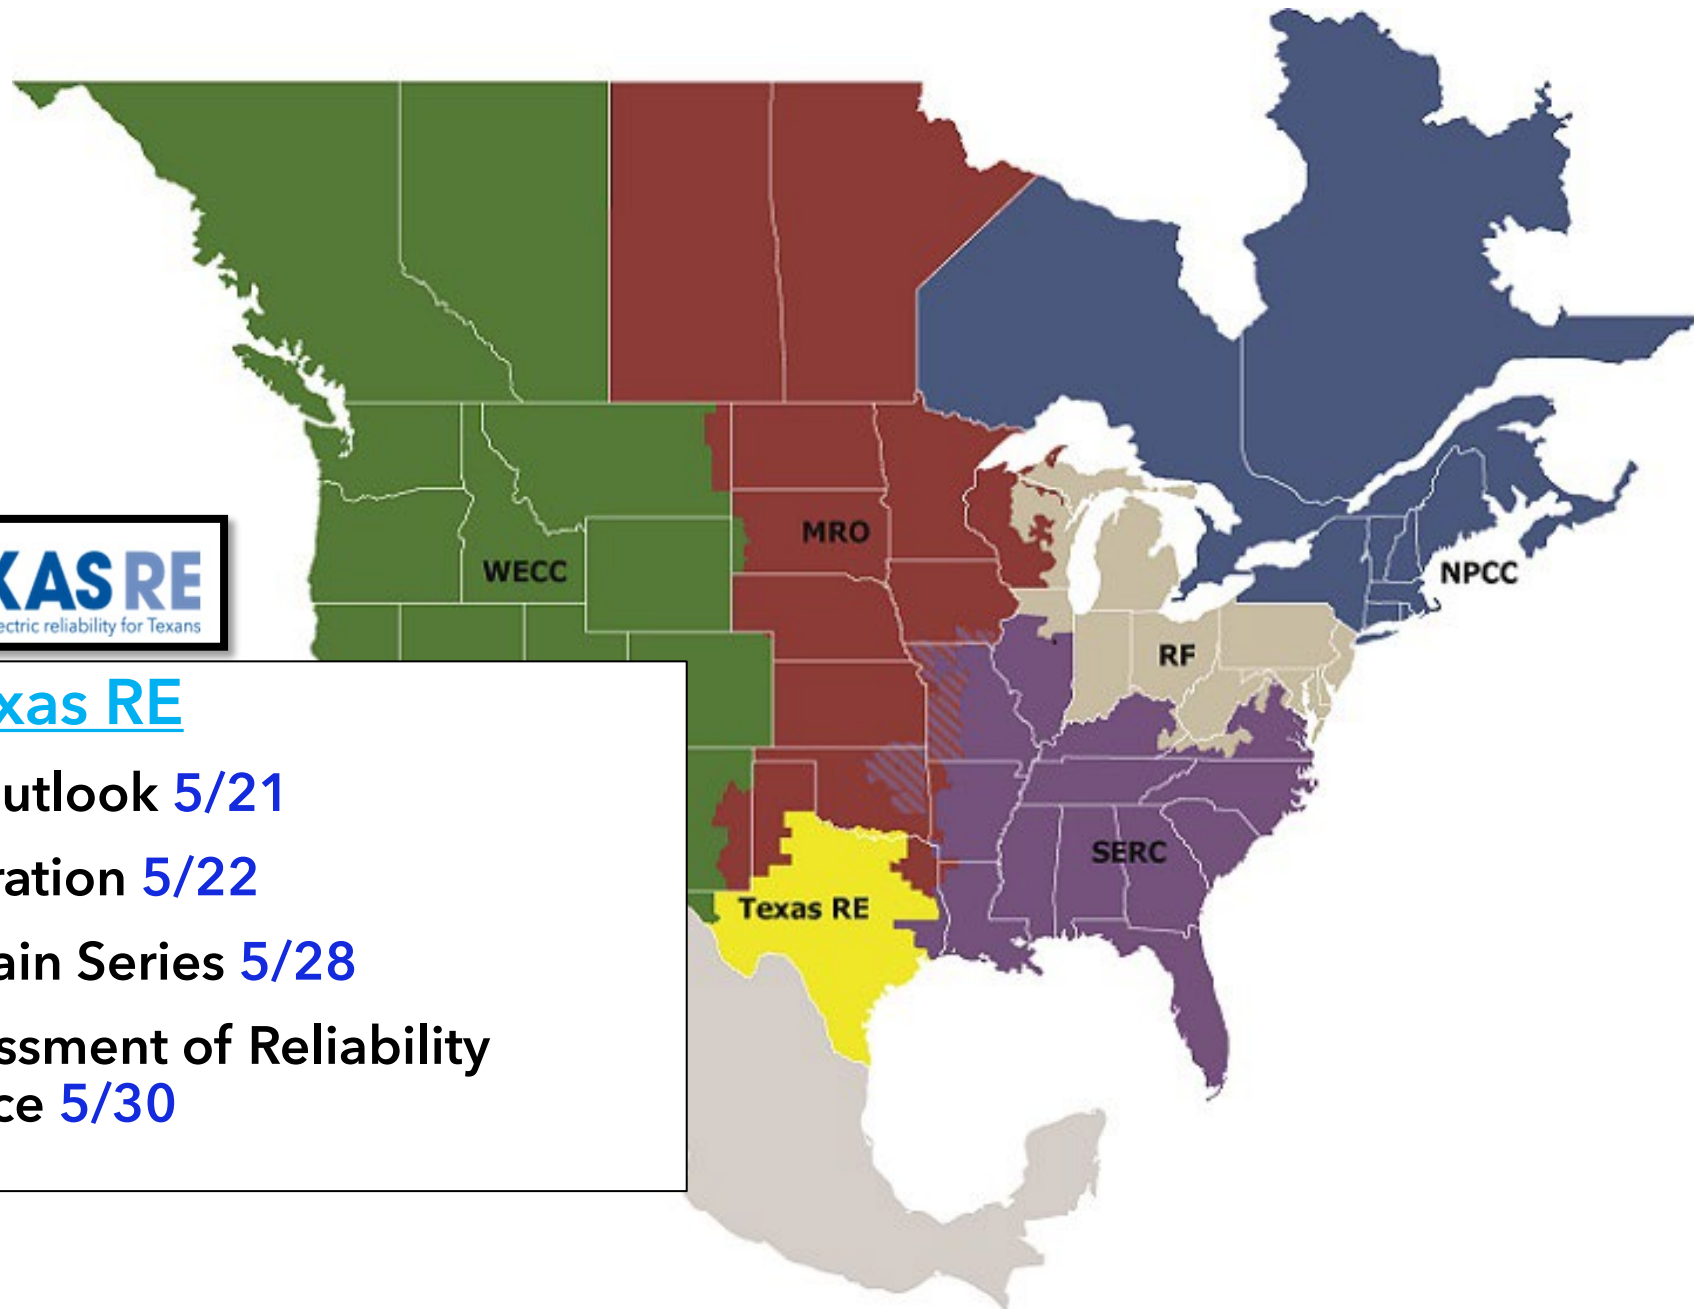 XAS RE
ectric reliability for Texans
xas RE
utlook 5/21
ration 5/22
ain Series 5/28
ssment of Reliability
ce 5/30
WECC
MRO
NPCC
RF
SERC
Texas RE